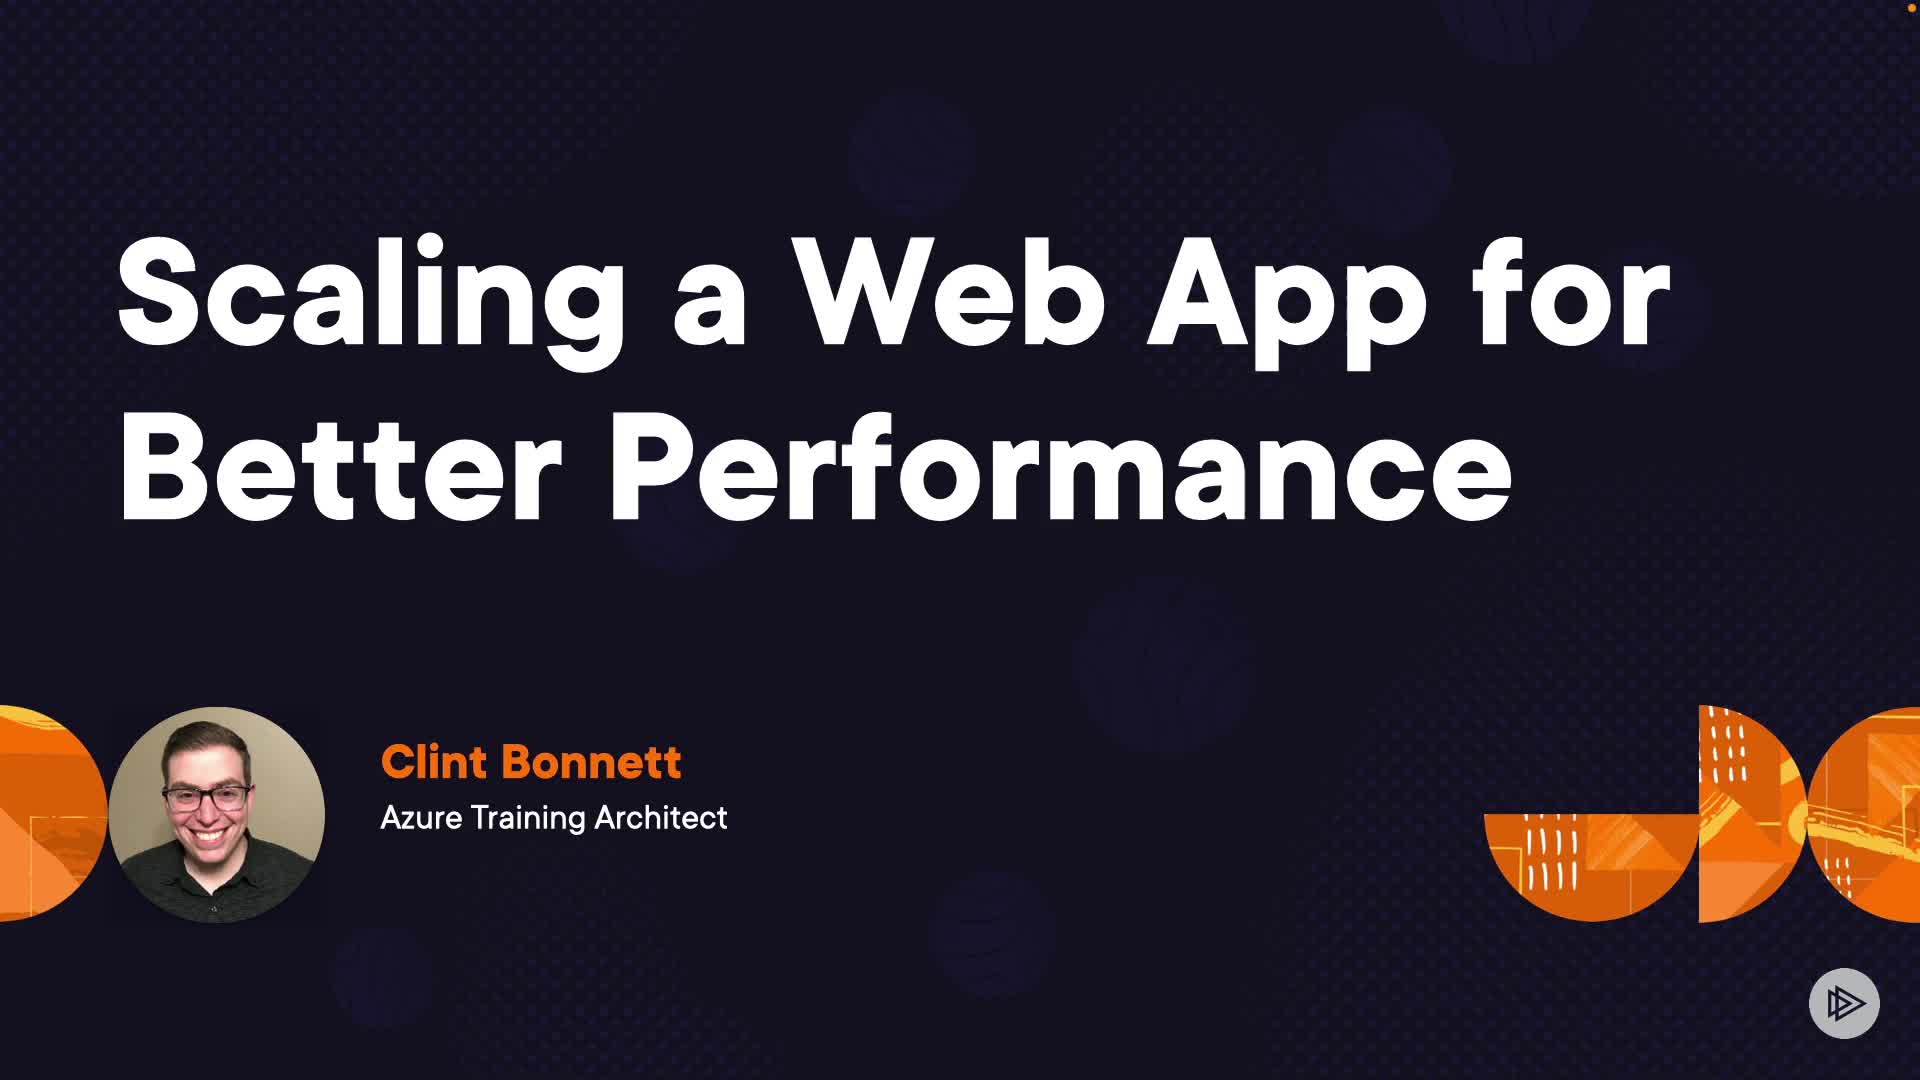 Scaling a Web App for
Better Performance
Clint Bonnett
Azure Training Architect